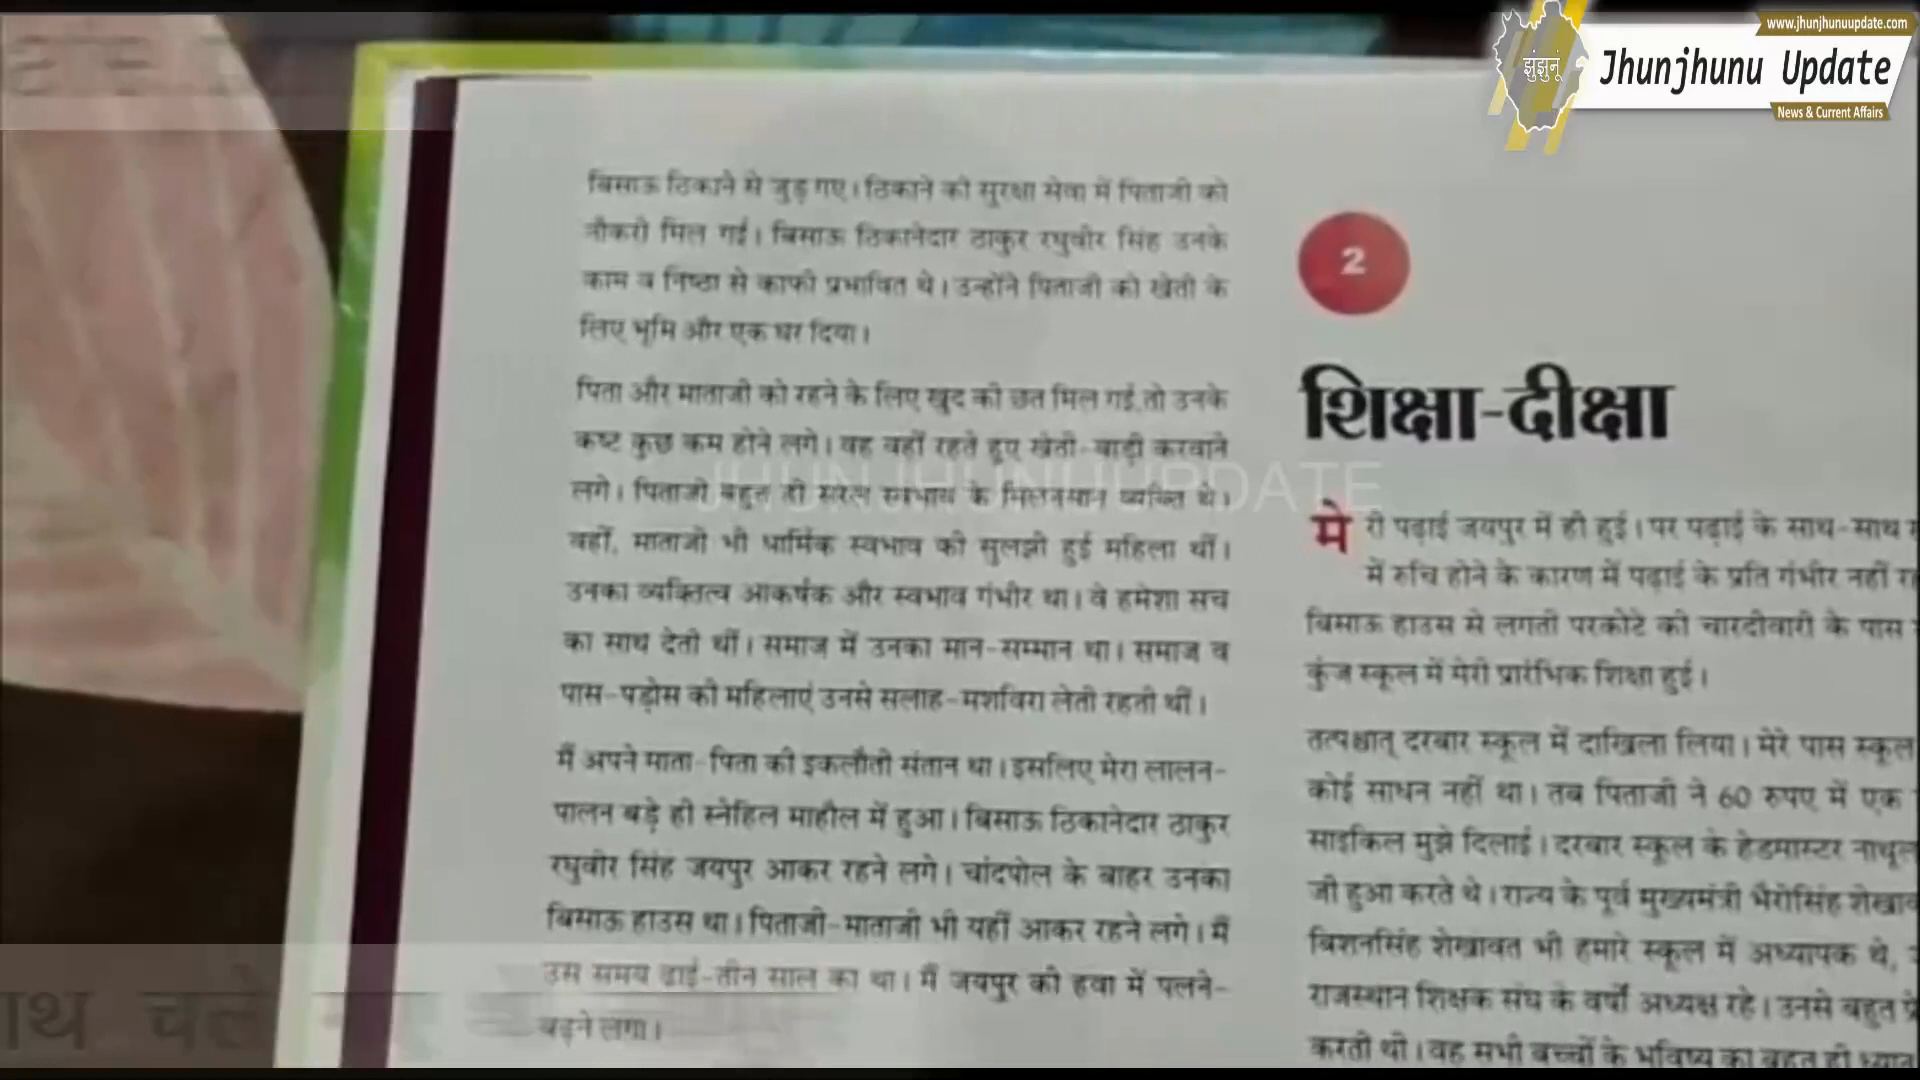 www.jhunjhunuupdate.com
झुंझुनूं
Jhunjhunu Update
News & Current Affairs
बिसाऊ ठिकाने से जुड़ गए। ठिकाने की सुरक्षा सेवा में पिताजी को
नौकरी मिल गई। बिसाऊ ठिकानेदार ठाकुर रघुवीर सिंह उनके
काम व निष्ठा से काफी प्रभावित थे। उन्होंने पिताजी को खेती के
लिए भूमि और एक घर दिया।
पिता और माताजी को रहने के लिए खुद की छत मिल गई, तो उनके
कष्ट कुछ कम होने लगे। वह वहीं रहते हुए खेती-बाड़ी करवाने
लगे। पिताजी बहुत ही सरल स्वभाव के मिलनसार व्यक्ति थे।
वहीं, माताजी भी धार्मिक स्वभाव की सुलझी हुई महिला थीं।
उनका व्यक्तित्व आकर्षक और स्वभाव गंभीर था। वे हमेशा सच
का साथ देती थीं। समाज में उनका मान-सम्मान था। समाज व
पास-पड़ोस की महिलाएं उनसे सलाह-मशविरा लेती रहती थीं।
मैं अपने माता-पिता की इकलौती संतान था। इसलिए मेरा लालन-
पालन बड़े ही स्नेहिल माहौल में हुआ। बिसाऊ ठिकानेदार ठाकुर
रघुवीर सिंह जयपुर आकर रहने लगे। चांदपोल के बाहर उनका
बिसाऊ हाउस था। पिताजी-माताजी भी यहीं आकर रहने लगे। मैं
उस समय ढाई-तीन साल का था। मैं जयपुर की हवा में पलने-
बढ़ने लगा।
JHUNJHUNUUPDATE
2
शिक्षा-दीक्षा
मेरी पढ़ाई जयपुर में ही हुई। पर पढ़ाई के साथ-साथ
में रुचि होने के कारण में पढ़ाई के प्रति गंभीर नहीं
बिसाऊ हाउस से लगती परकोटे की चारदीवारी के पास
कुंज स्कूल में मेरी प्रारंभिक शिक्षा हुई।
तत्पश्चात् दरबार स्कूल में दाखिला लिया। मेरे पास स्कूल
कोई साधन नहीं था। तब पिताजी ने 60 रुपए में एक
साइकिल मुझे दिलाई। दरबार स्कूल के हेडमास्टर
जी हुआ करते थे। राज्य के पूर्व मुख्यमंत्री भैरोसिंह
बिशनसिंह शेखावत भी हमारे स्कूल में अध्यापक थे,
राजस्थान शिक्षक संघ के वर्षों अध्यक्ष रहे। उनसे बहुत
करती थी। वह सभी बच्चों के भविष्य का बहुत ही ध्यान
चले